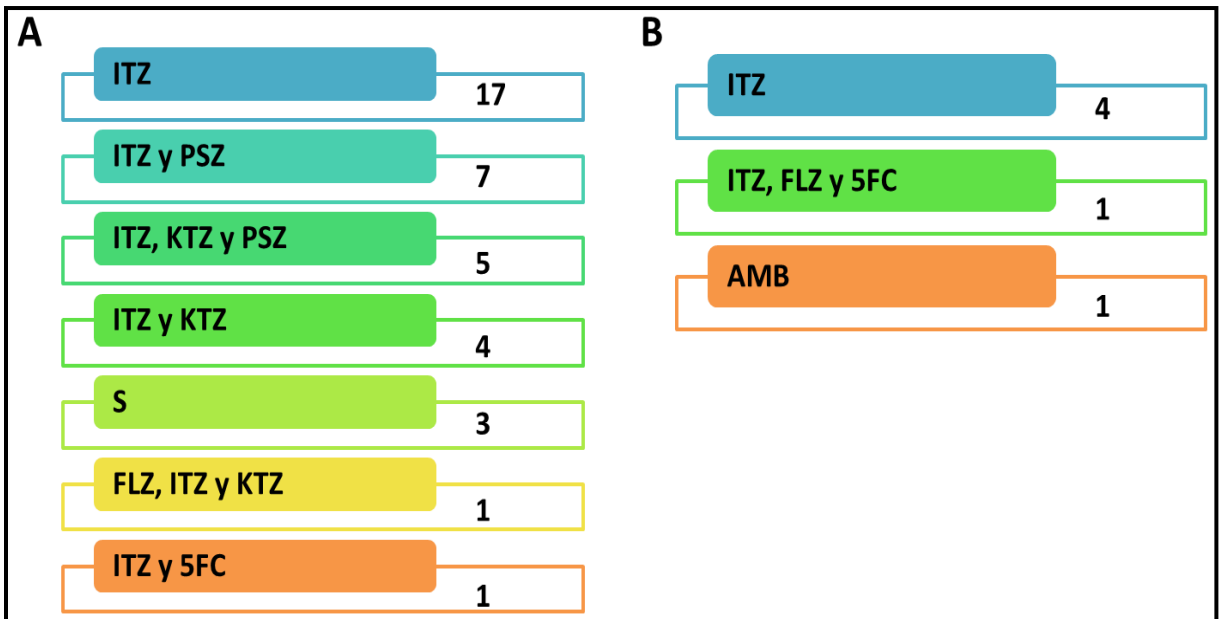 A
ITZ
17
ITZ y PSZ
7
ITZ, KTZ y PSZ
5
ITZ y KTZ
4
S
3
FLZ, ITZ y KTZ
1
ITZ y 5FC
1
B
ITZ
4
ITZ, FLZ y 5FC
1
AMB
1